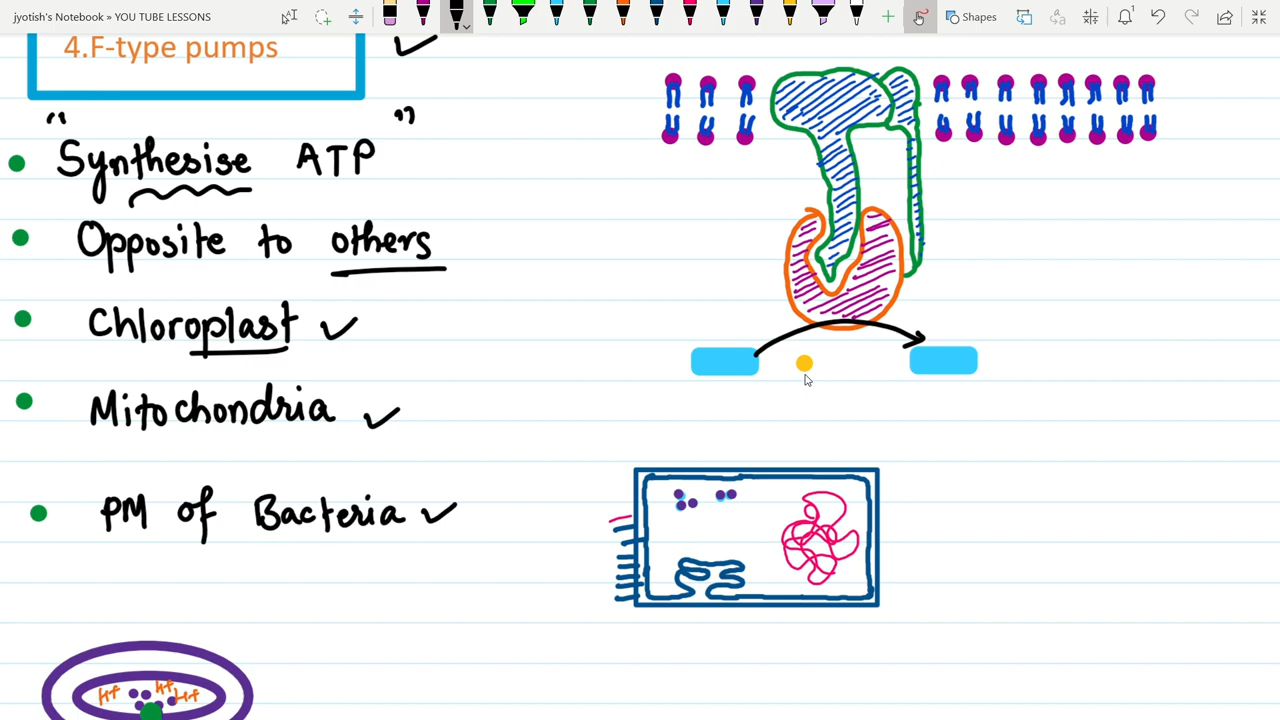 jyotish's Notebook » YOU TUBE LESSONS
Shapes
4.F-type pumps
" "
Synthesise ATP
Opposite to others
Chloroplast
Mitochondria
PM of Bacteria
H+ H+ H+